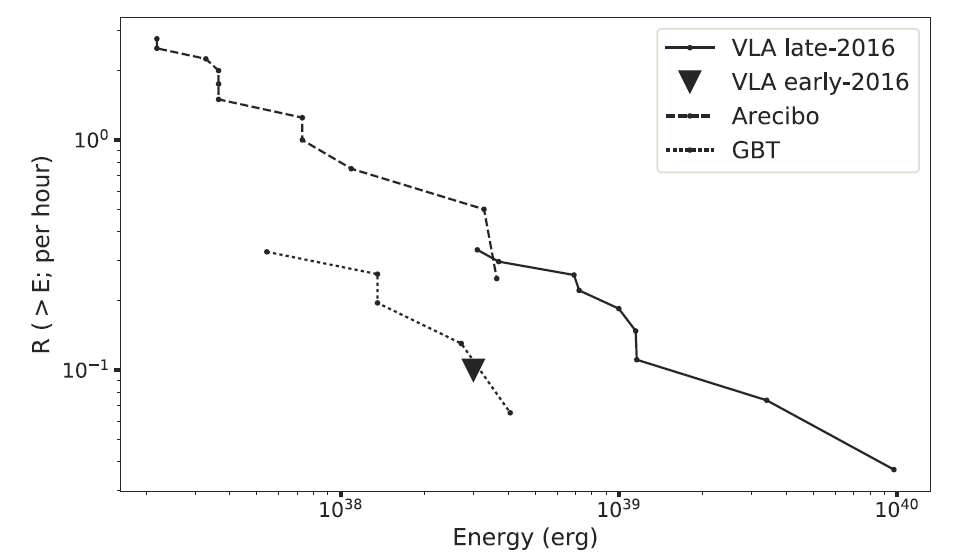 VLA late-2016
VLA early-2016
Arecibo
GBT
R ( > E; per hour)
10⁰
10⁻¹
10³⁸
10³⁹
10⁴⁰
Energy (erg)